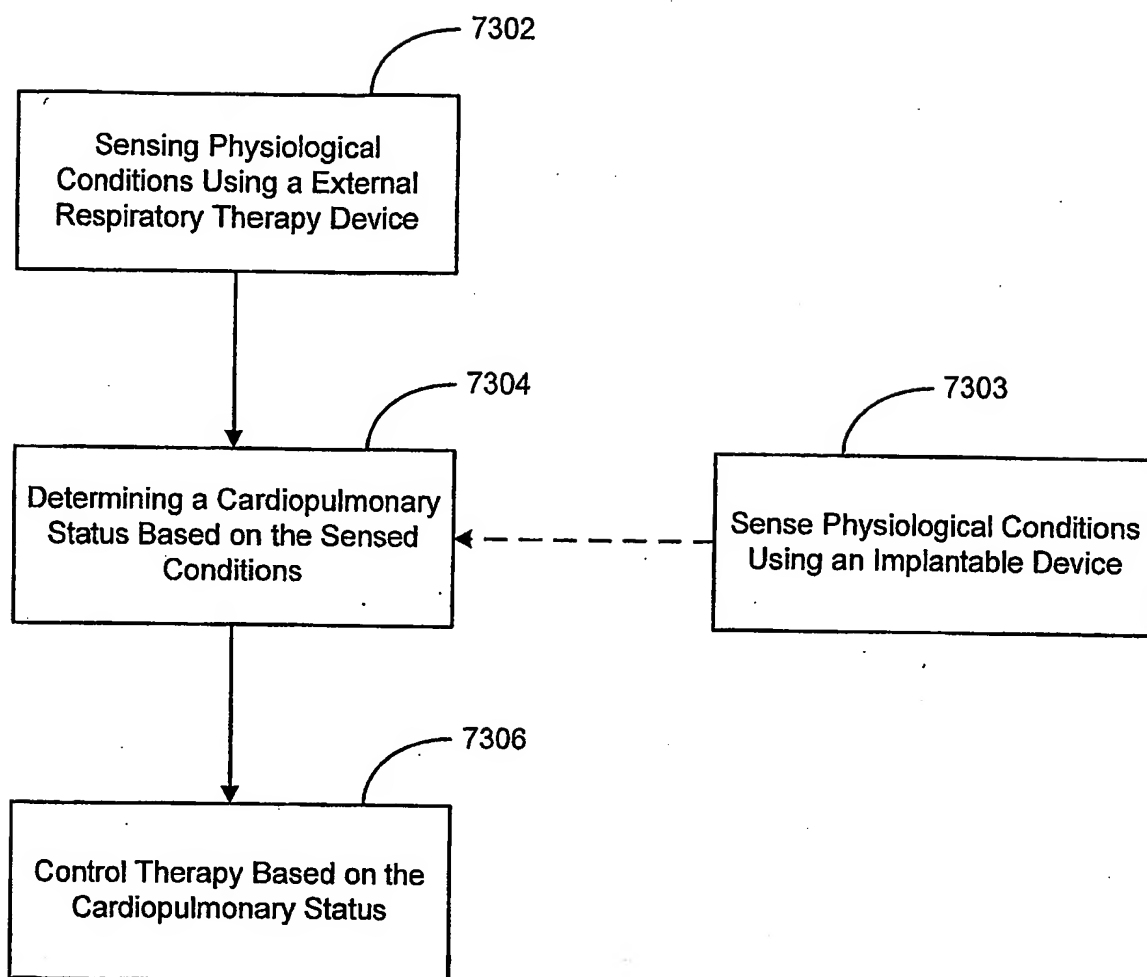 7302
Sensing Physiological
Conditions Using a External
Respiratory Therapy Device
7304
Determining a Cardiopulmonary
Status Based on the Sensed
Conditions
7303
Sense Physiological Conditions
Using an Implantable Device
7306
Control Therapy Based on the
Cardiopulmonary Status